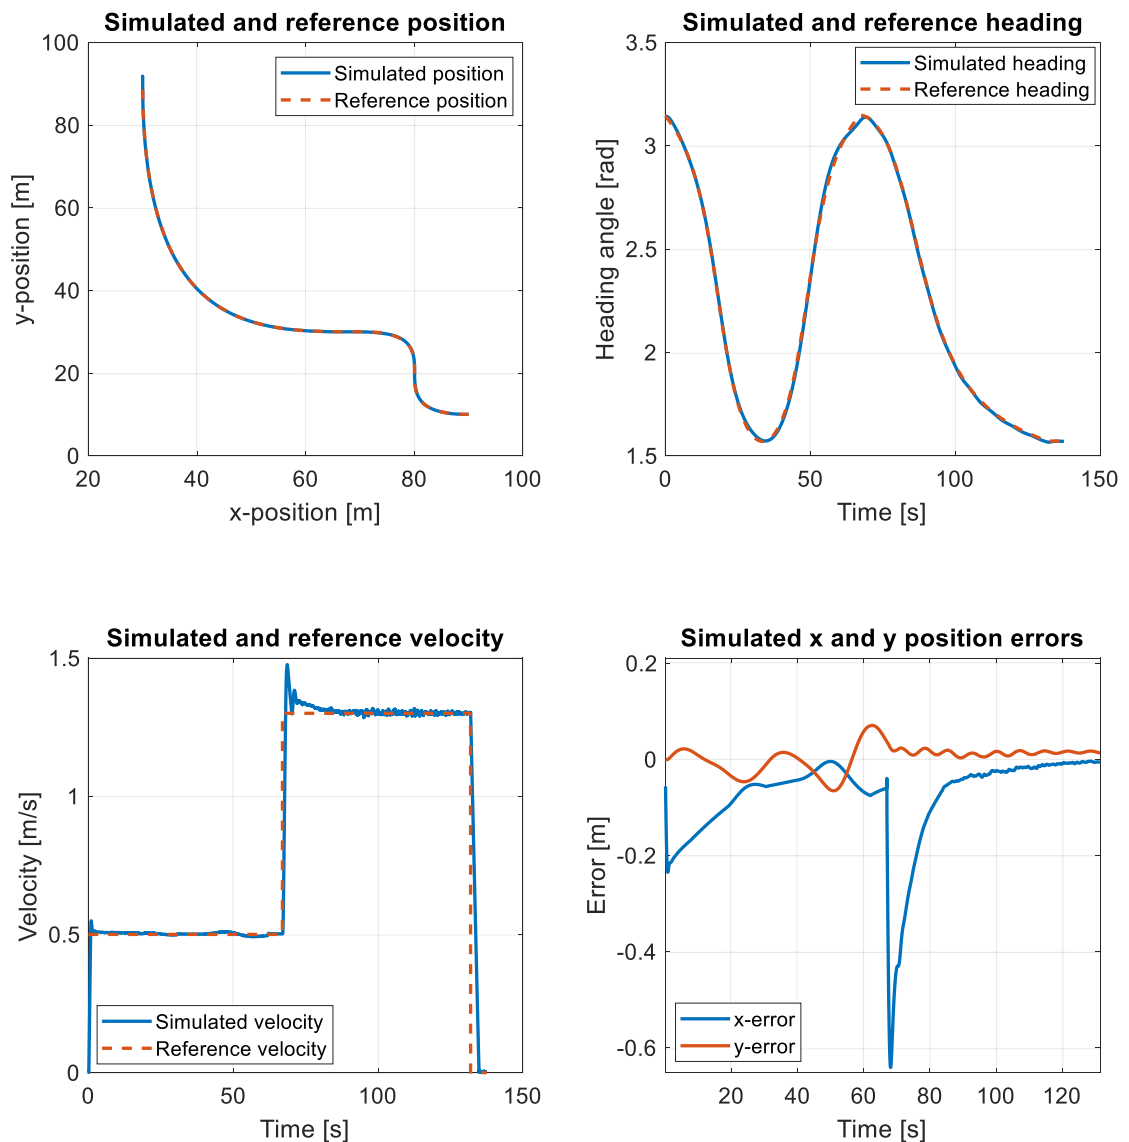 Simulated and reference position
100
80
60
40
20
0
20
40
60
80
100
y-position [m]
x-position [m]
Simulated position
Reference position
Simulated and reference heading
3.5
3
2.5
2
1.5
0
50
100
150
Heading angle [rad]
Time [s]
Simulated heading
Reference heading
Simulated and reference velocity
1.5
1
0.5
0
0
50
100
150
Velocity [m/s]
Time [s]
Simulated velocity
Reference velocity
Simulated x and y position errors
0.2
0
-0.2
-0.4
-0.6
20
40
60
80
100
120
Error [m]
Time [s]
x-error
y-error